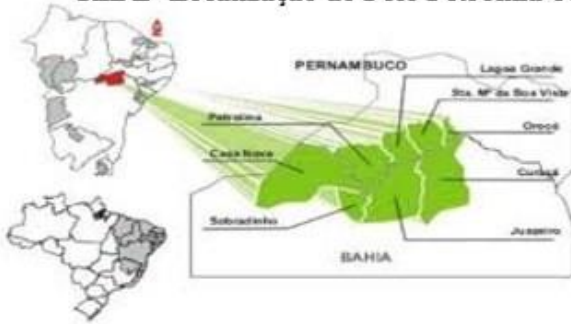 PERNAMBUCO
Lagoa Grande
Sta. Mª da Boa Vista
Orocó
Petrolina
Casa Nova
Curaçá
Sobradinho
Juazeiro
BAHIA